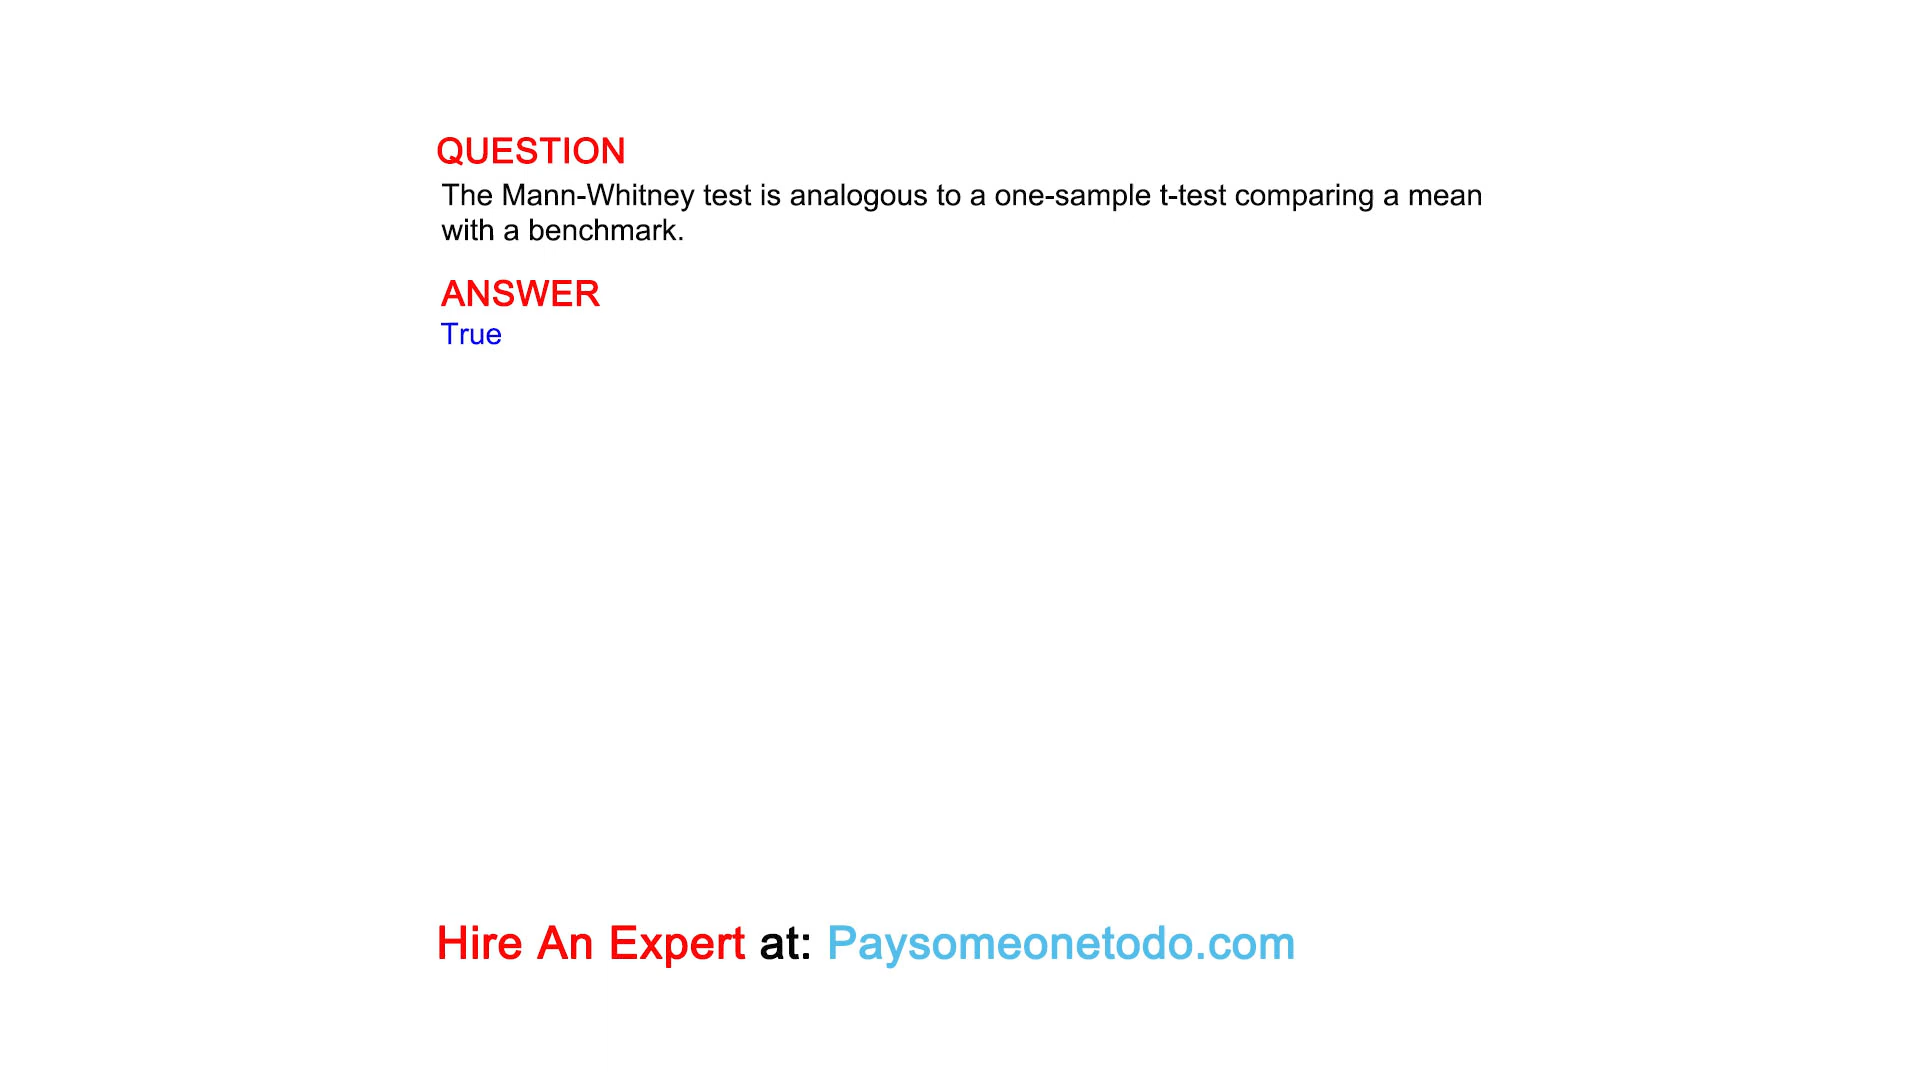 QUESTION
The Mann-Whitney test is analogous to a one-sample t-test comparing a mean
with a benchmark.
ANSWER
True
Hire An Expert at: Paysomeonetodo.com